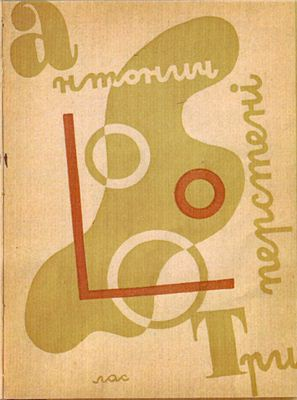 Антонич
Три
перстені
лас